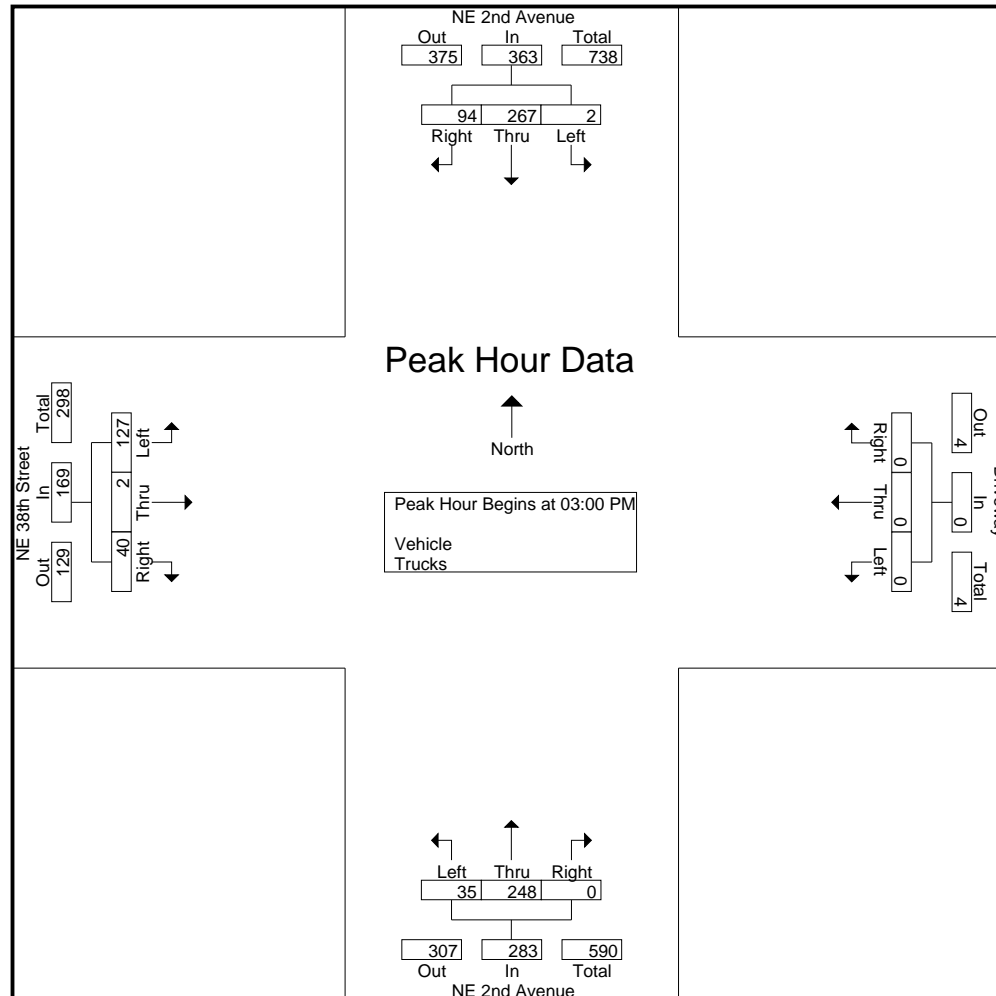 NE 2nd Avenue
Out In Total
375 363 738
94 267 2
Right Thru Left
Peak Hour Data
North
Peak Hour Begins at 03:00 PM
Vehicle
Trucks
NE 38th Street
Out In Total
129 169 298
Right Thru Left
40 2 127
Out In Total
4 0 4
Right Thru Left
0 0 0
Left Thru Right
35 248 0
307 283 590
Out In Total
NE 2nd Avenue